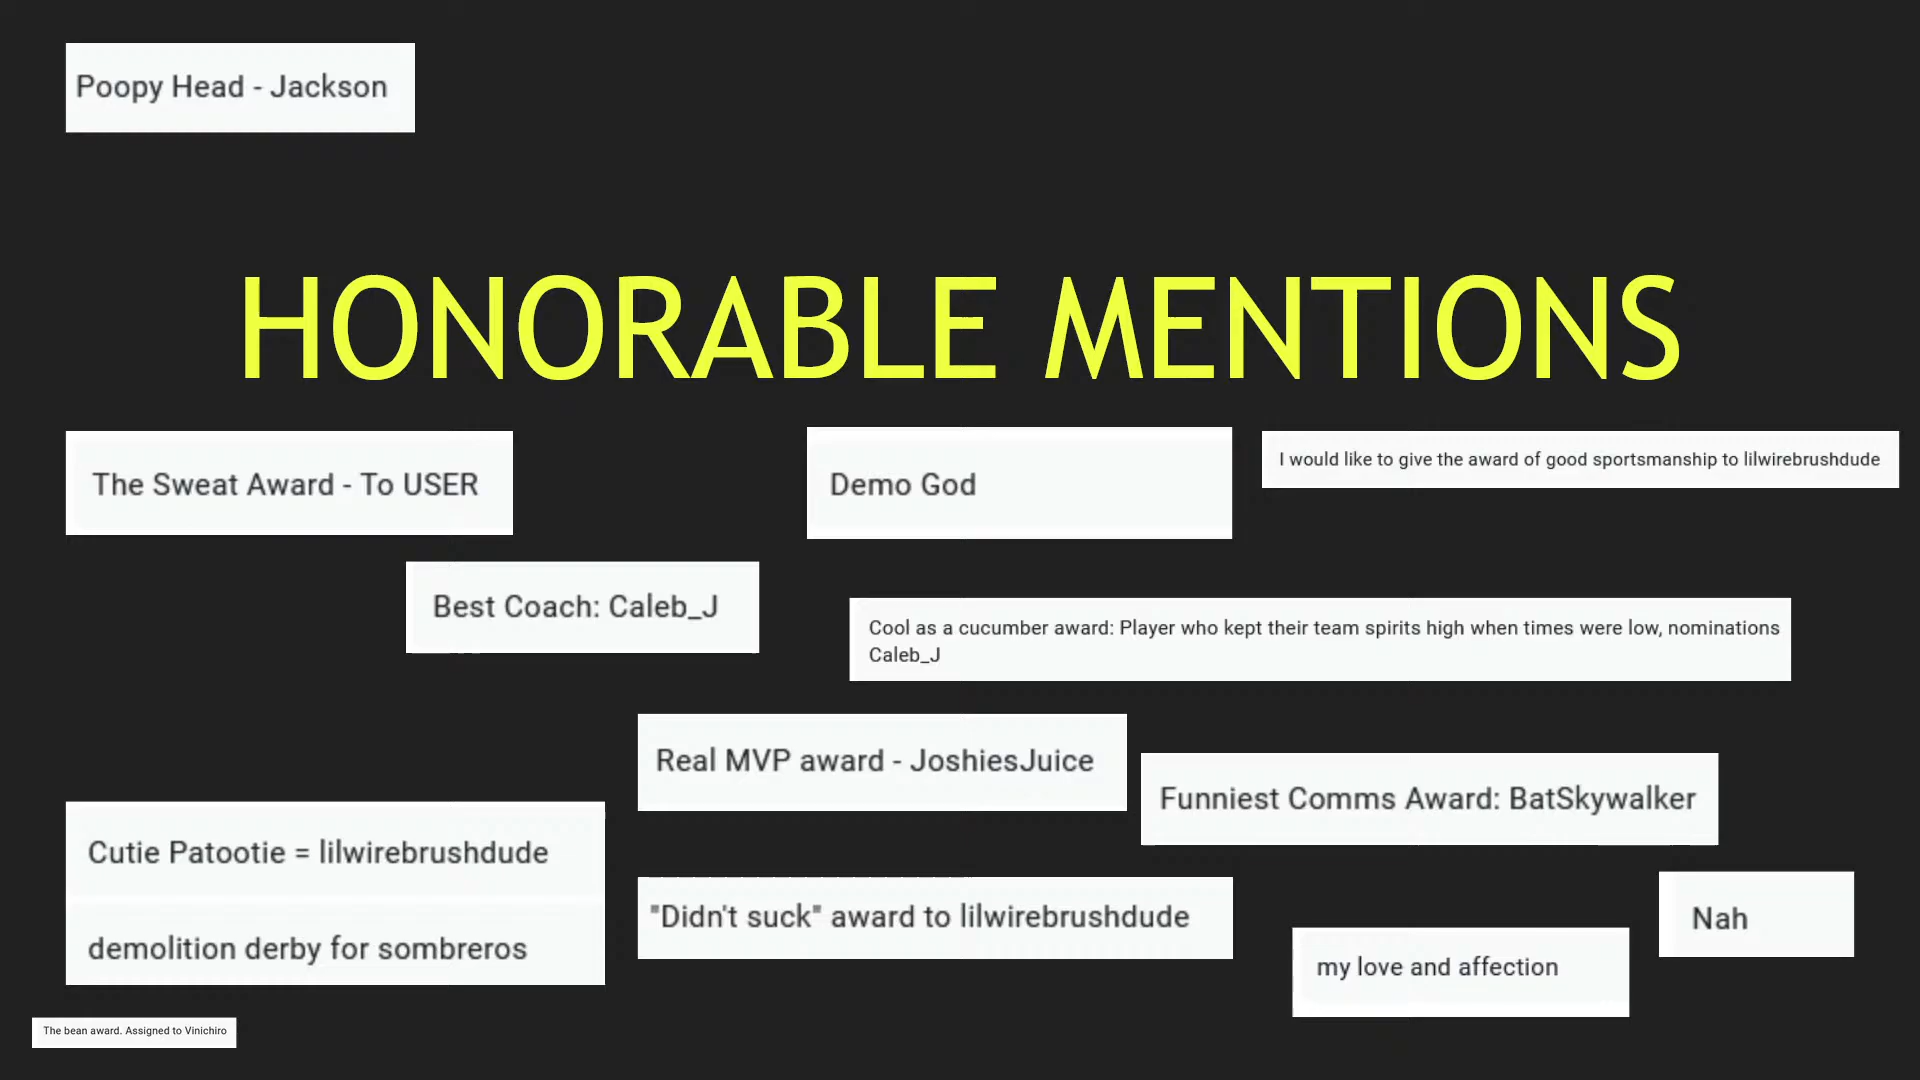 Poopy Head - Jackson
HONORABLE MENTIONS
The Sweat Award - To USER
Demo God
I would like to give the award of good sportsmanship to lilwirebrushdude
Best Coach: Caleb_J
Cool as a cucumber award: Player who kept their team spirits high when times were low, nominations
Caleb_J
Real MVP award - JoshiesJuice
Funniest Comms Award: BatSkywalker
Cutie Patootie = lilwirebrushdude
demolition derby for sombreros
"Didn't suck" award to lilwirebrushdude
Nah
my love and affection
The bean award. Assigned to Vinichiro